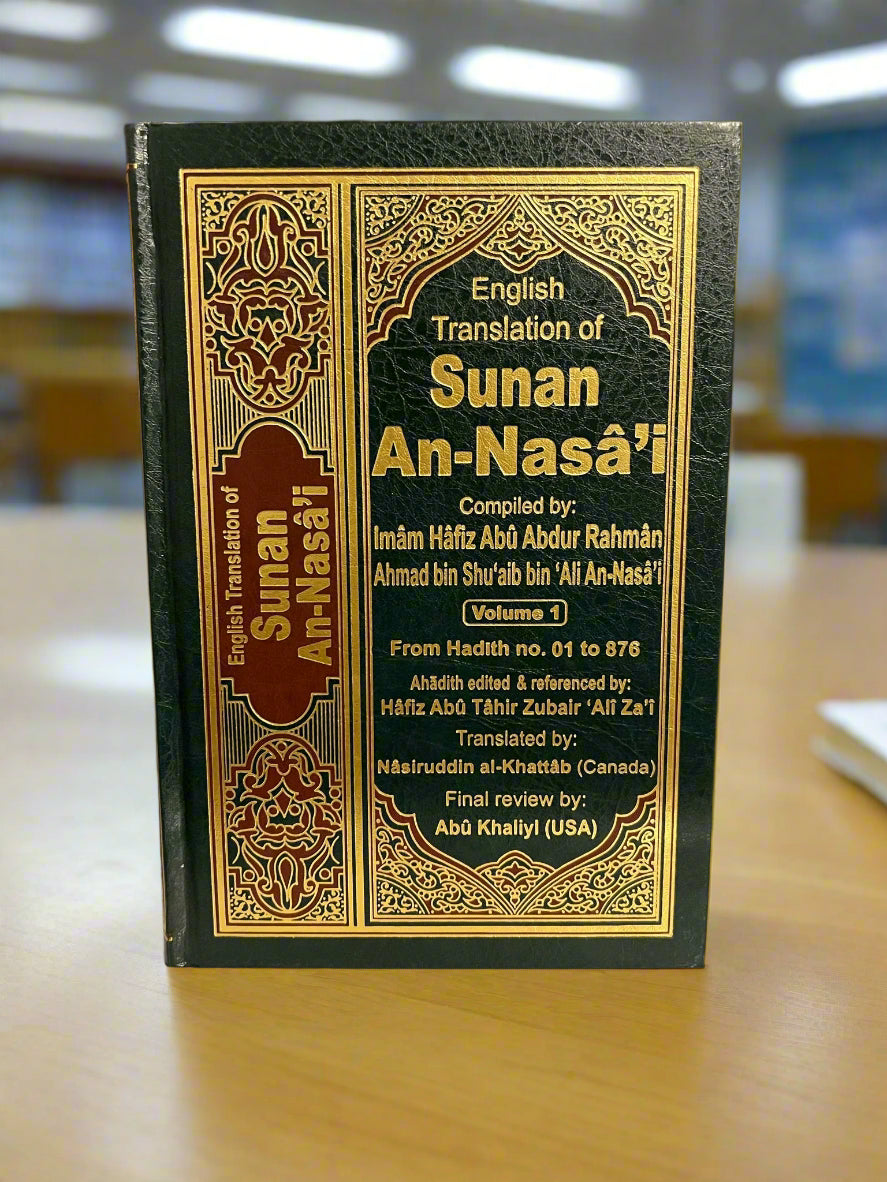 English
Translation of
Sunan
An-Nasâ'i
Compiled by:
Imâm Hâfiz Abû Abdur Rahmân
Ahmad bin Shu‘aib bin ‘Ali An-Nasâ'i
Volume 1
From Hadith no. 01 to 876
Ahādith edited & referenced by:
Hâfiz Abû Tâhir Zubair ‘Alî Za'î
Translated by:
Nâsiruddin al-Khattâb (Canada)
Final review by:
Abû Khaliyl (USA)
English Translation of
Sunan
An-Nasâ'i